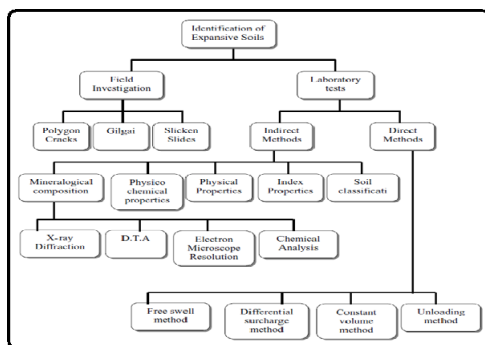 Identification of
Expansive Soils
Field
Investigation
Laboratory
tests
Polygon
Cracks
Gilgai
Slicken
Slides
Indirect
Methods
Direct
Methods
Mineralogical
composition
Physico
chemical
properties
Physical
Properties
Index
Properties
Soil
classificati
X-ray
Diffraction
D.T.A
Electron
Microscope
Resolution
Chemical
Analysis
Free swell
method
Differential
surcharge
method
Constant
volume
method
Unloading
method